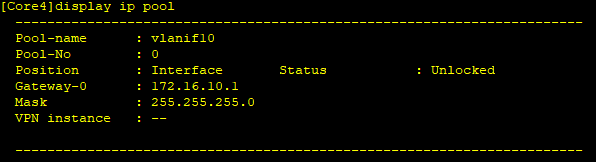 [Core4]display ip pool
-----------------------------------------------------------------------
Pool-name : vlanif10
Pool-No : 0
Position : Interface Status : Unlocked
Gateway-0 : 172.16.10.1
Mask : 255.255.255.0
VPN instance : --
-----------------------------------------------------------------------